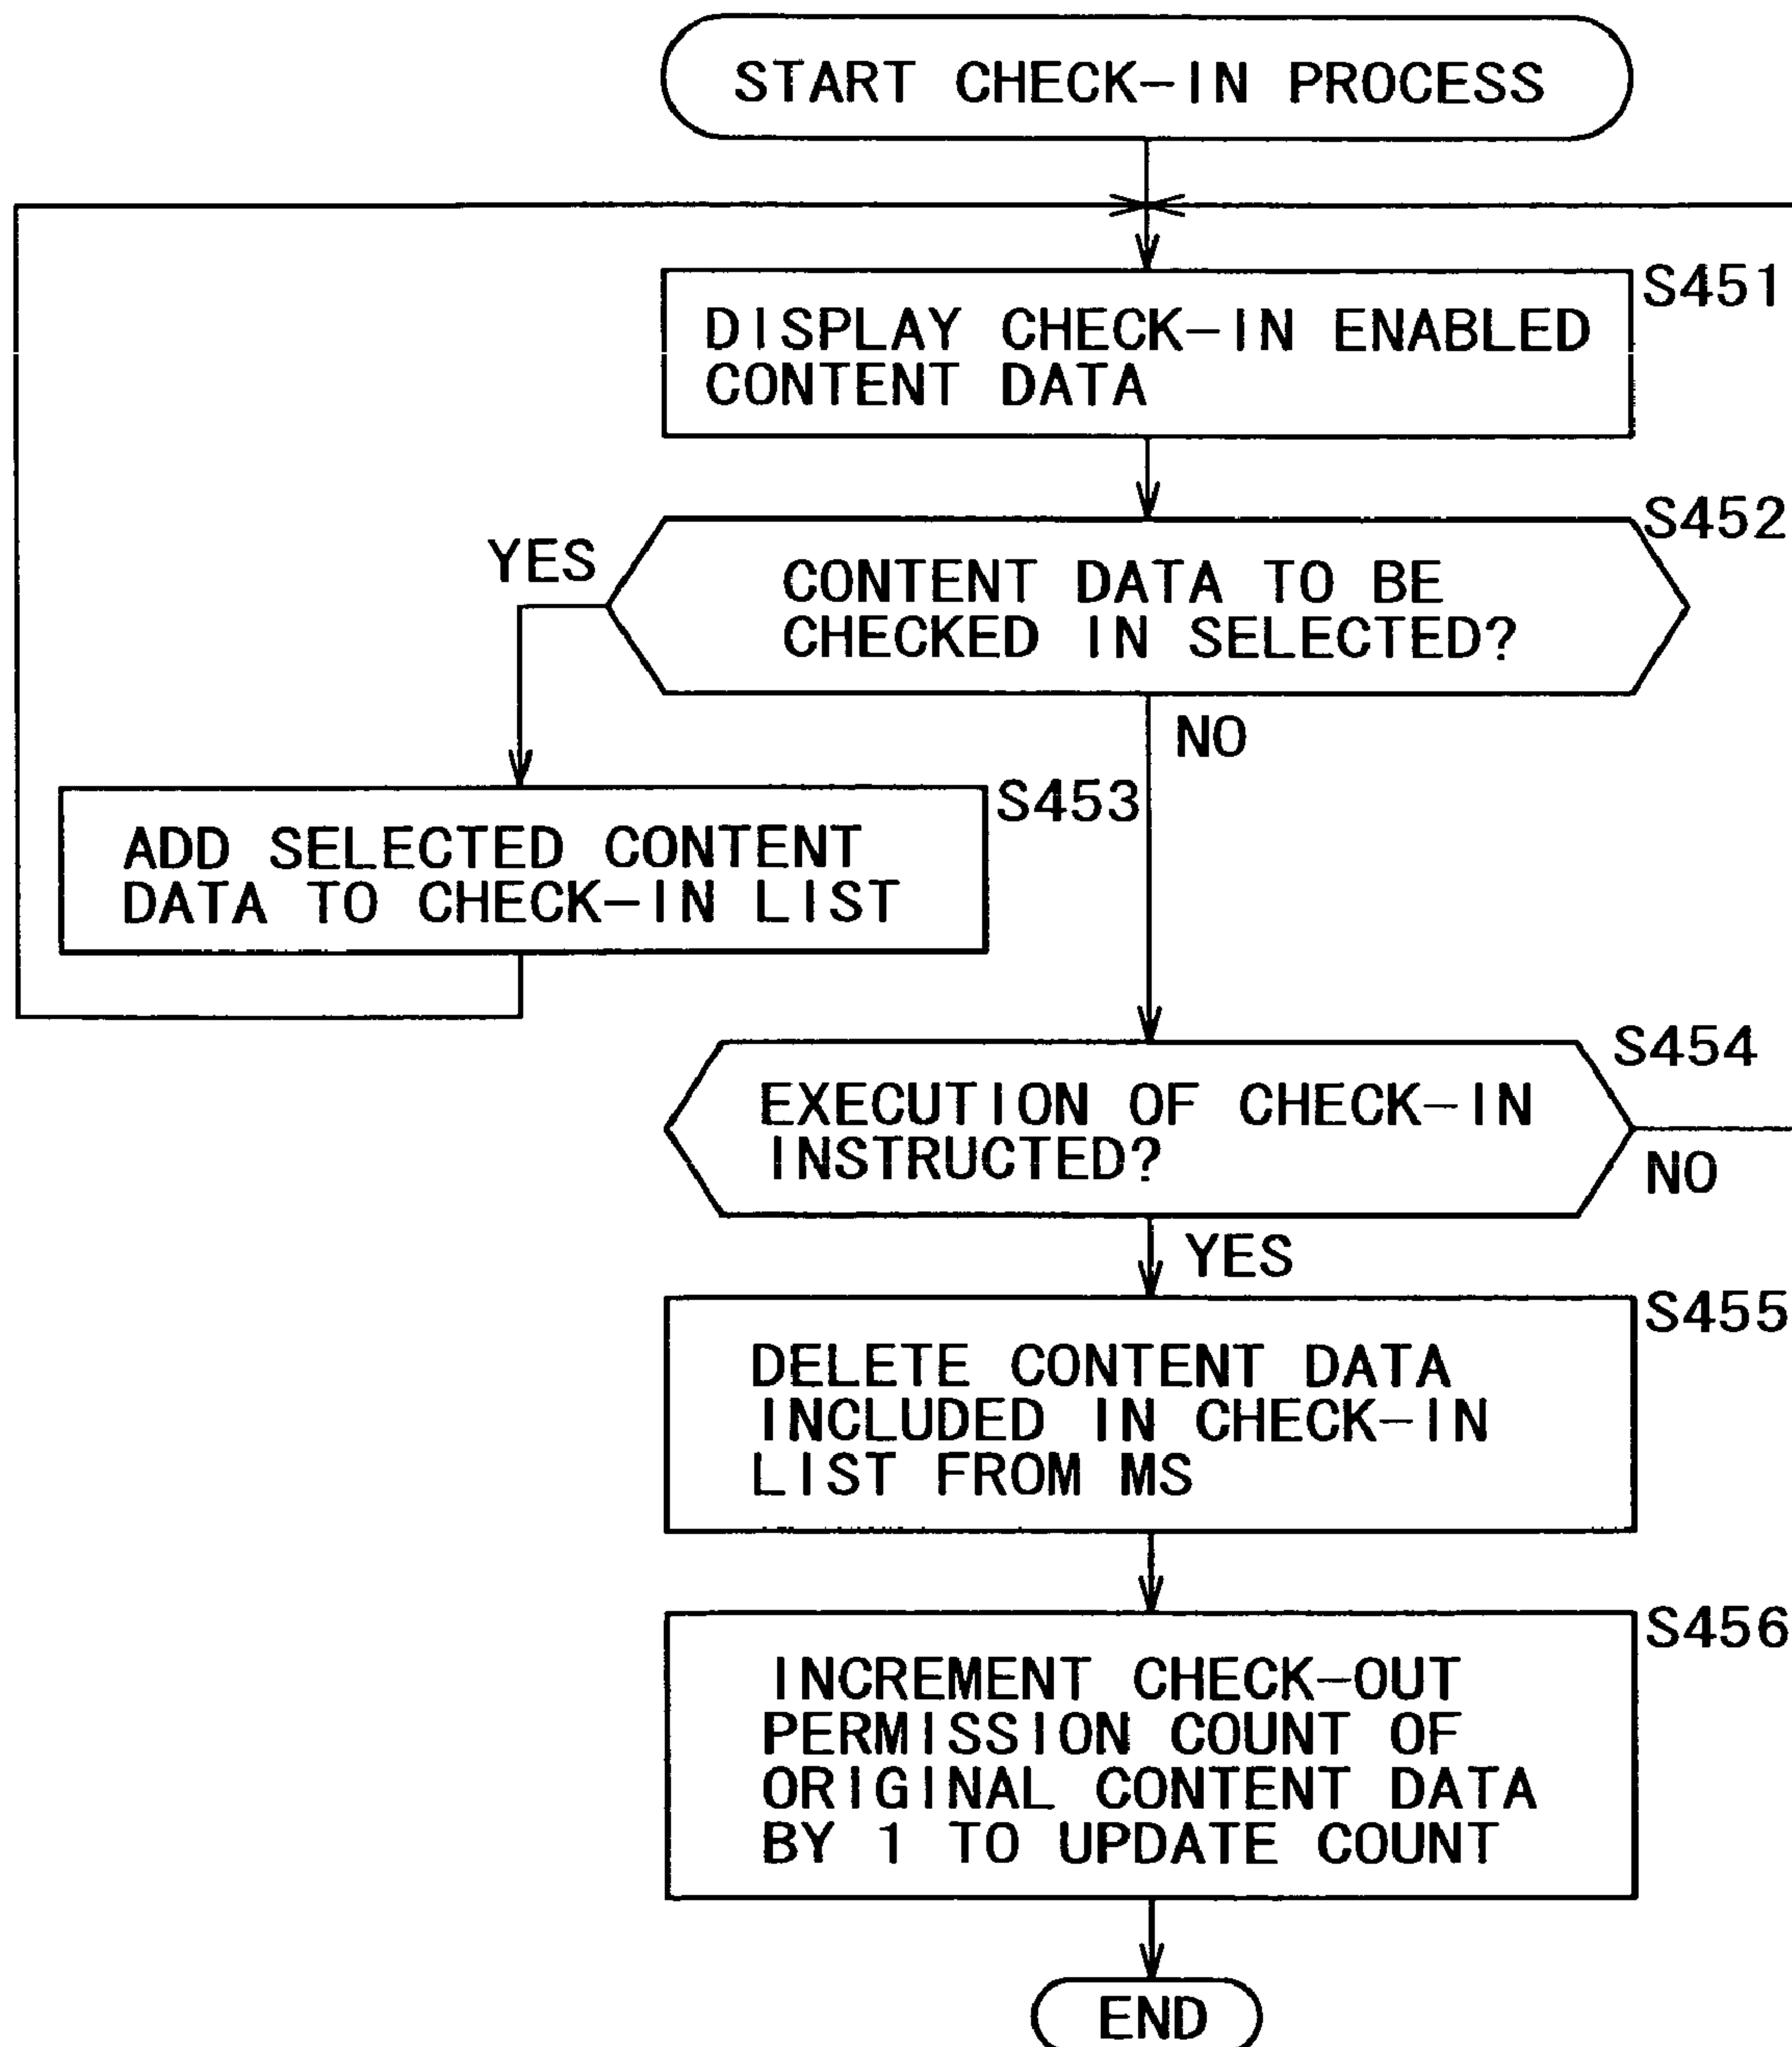 START CHECK-IN PROCESS
S451
DISPLAY CHECK-IN ENABLED
CONTENT DATA
S452
YES
CONTENT DATA TO BE
CHECKED IN SELECTED?
NO
S453
ADD SELECTED CONTENT
DATA TO CHECK-IN LIST
S454
EXECUTION OF CHECK-IN
INSTRUCTED?
NO
YES
S455
DELETE CONTENT DATA
INCLUDED IN CHECK-IN
LIST FROM MS
S456
INCREMENT CHECK-OUT
PERMISSION COUNT OF
ORIGINAL CONTENT DATA
BY 1 TO UPDATE COUNT
END